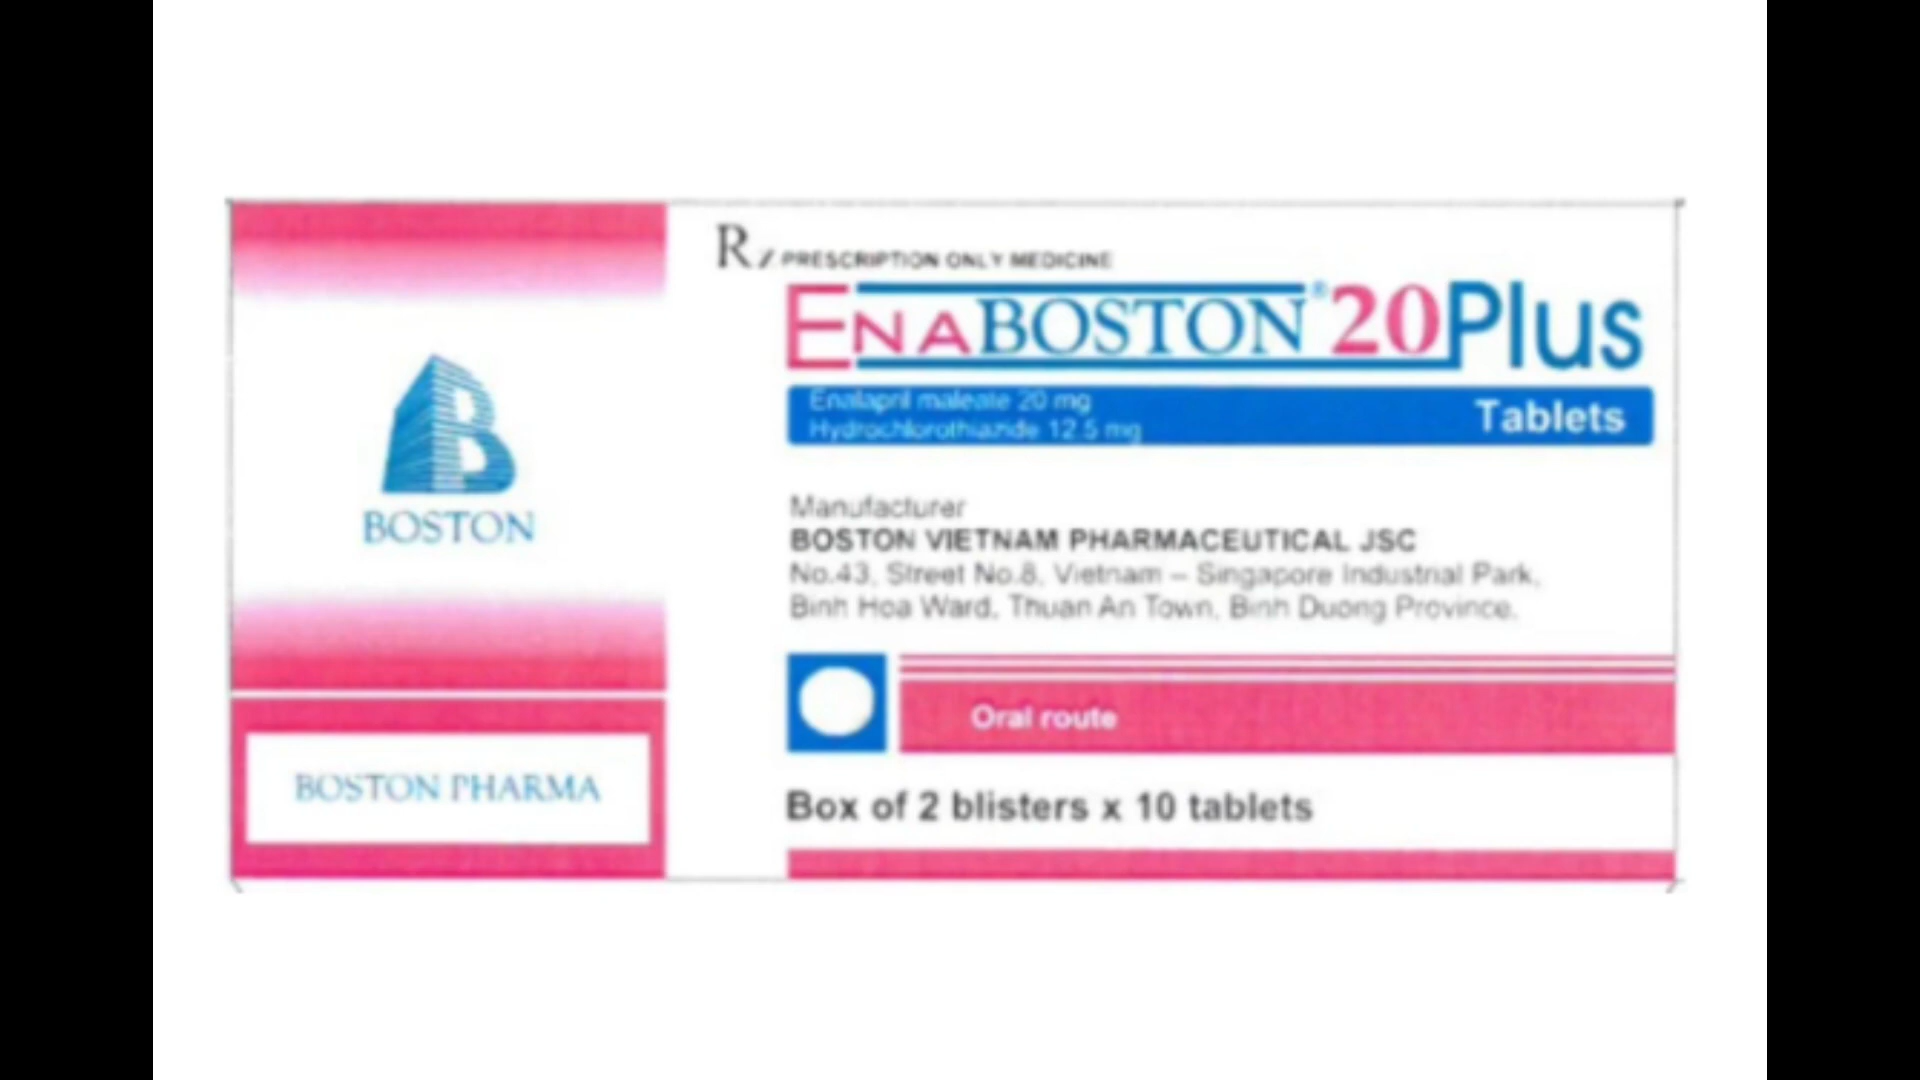 BOSTON
BOSTON PHARMA
Rx PRESCRIPTION ONLY MEDICINE
ENABOSTON® 20Plus
Enalapril maleate 20 mg
Hydrochlorothiazide 12.5 mg
Tablets
Manufacturer
BOSTON VIETNAM PHARMACEUTICAL JSC
No.43, Street No.8, Vietnam – Singapore Industrial Park,
Binh Hoa Ward, Thuan An Town, Binh Duong Province,
Oral route
Box of 2 blisters x 10 tablets